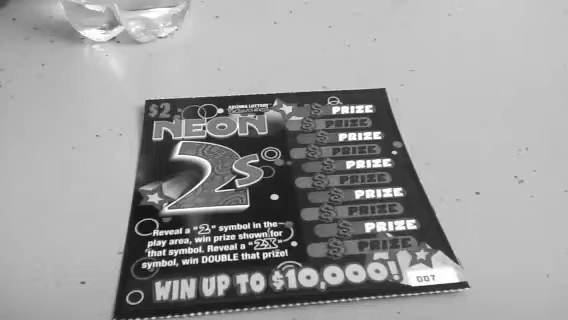 $2
ARIZONA LOTTERY
NEON
2s
Reveal a "2" symbol in the
play area, win prize shown for
that symbol. Reveal a "2X"
symbol, win DOUBLE that prize!
WIN UP TO $10,000!
007
$ PRIZE
$ PRIZE
$ PRIZE
$ PRIZE
$ PRIZE
$ PRIZE
$ PRIZE
$ PRIZE
$ PRIZE
$ PRIZE